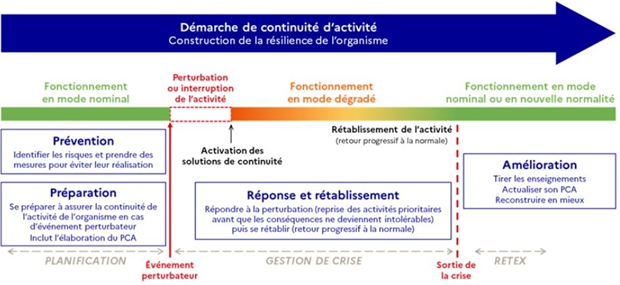 Démarche de continuité d'activité
Construction de la résilience de l'organisme
Fonctionnement
en mode nominal
Perturbation
ou interruption
de l'activité
Fonctionnement
en mode dégradé
Fonctionnement en mode
nominal ou en nouvelle normalité
Activation des
solutions de continuité
Rétablissement de l'activité
(retour progressif à la normale)
Prévention
Identifier les risques et prendre des
mesures pour éviter leur réalisation
Préparation
Se préparer à assurer la continuité de
l'activité de l'organisme en cas
d'événement perturbateur
Inclut l'élaboration du PCA
Réponse et rétablissement
Répondre à la perturbation (reprise des activités prioritaires
avant que les conséquences ne deviennent intolérables)
puis se rétablir (retour progressif à la normale)
Amélioration
Tirer les enseignements
Actualiser son PCA
Reconstruire en mieux
PLANIFICATION
Événement
perturbateur
GESTION DE CRISE
Sortie de
la crise
RETEX